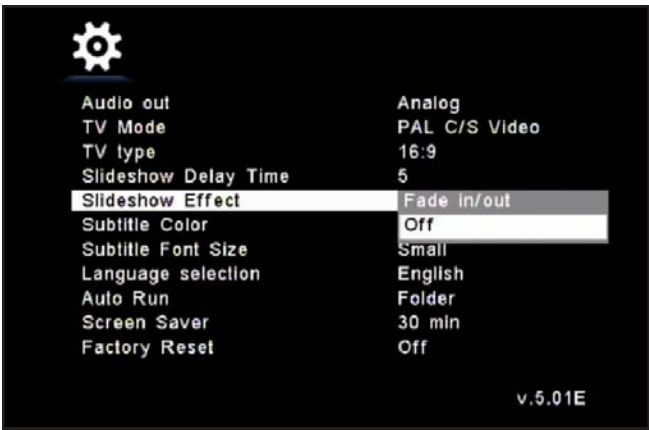 Audio out Analog
TV Mode PAL C/S Video
TV type 16:9
Slideshow Delay Time 5
Slideshow Effect Fade in/out
Subtitle Color Off
Subtitle Font Size Small
Language selection English
Auto Run Folder
Screen Saver 30 min
Factory Reset Off
v.5.01E